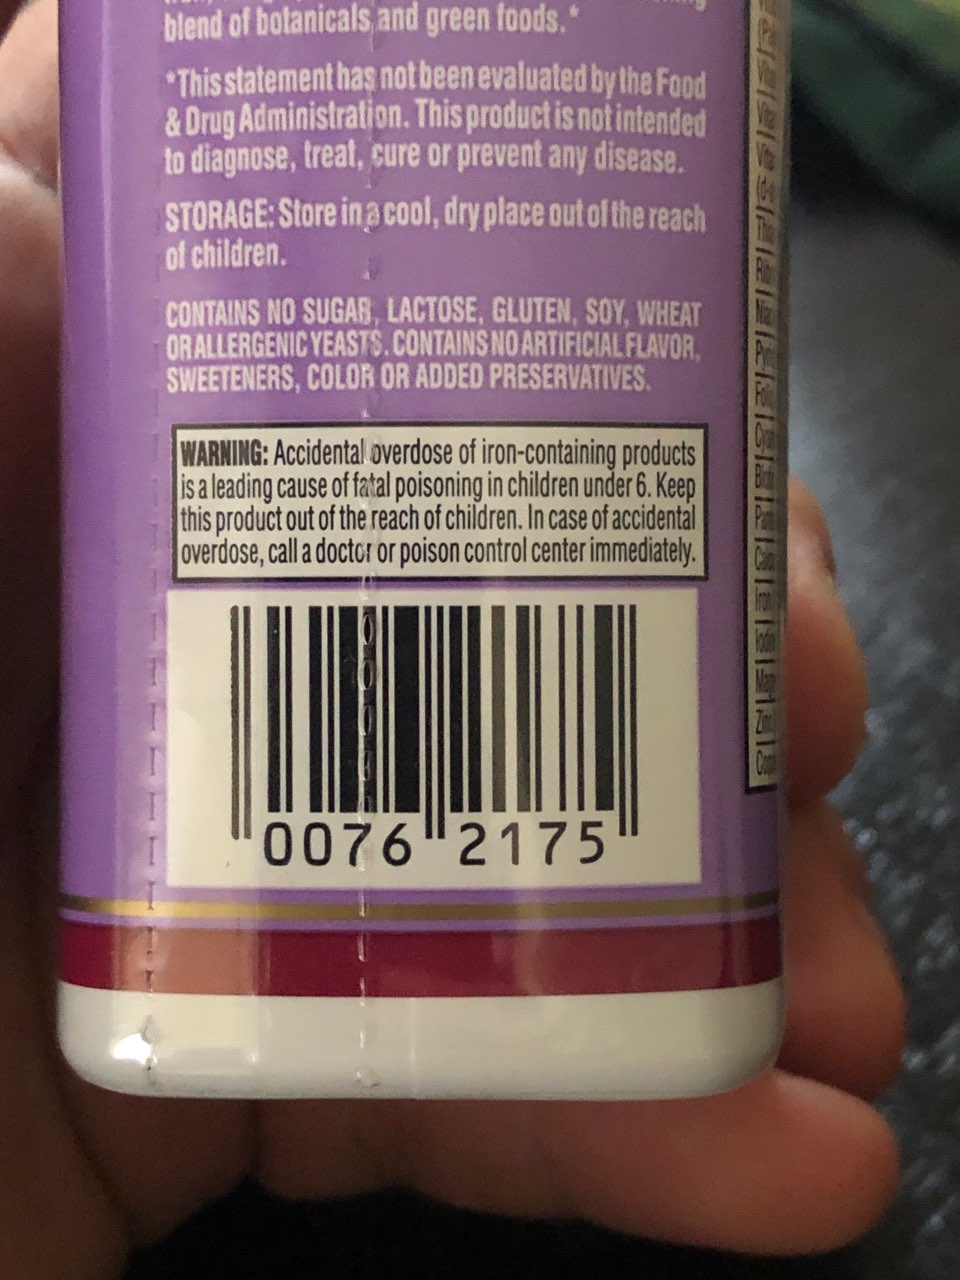 blend of botanicals and green foods.*
*This statement has not been evaluated by the Food
& Drug Administration. This product is not intended
to diagnose, treat, cure or prevent any disease.
STORAGE: Store in a cool, dry place out of the reach
of children.
CONTAINS NO SUGAR, LACTOSE, GLUTEN, SOY, WHEAT
OR ALLERGENIC YEASTS. CONTAINS NO ARTIFICIAL FLAVOR,
SWEETENERS, COLOR OR ADDED PRESERVATIVES.
WARNING: Accidental overdose of iron-containing products
is a leading cause of fatal poisoning in children under 6. Keep
this product out of the reach of children. In case of accidental
overdose, call a doctor or poison control center immediately.
0076 2175